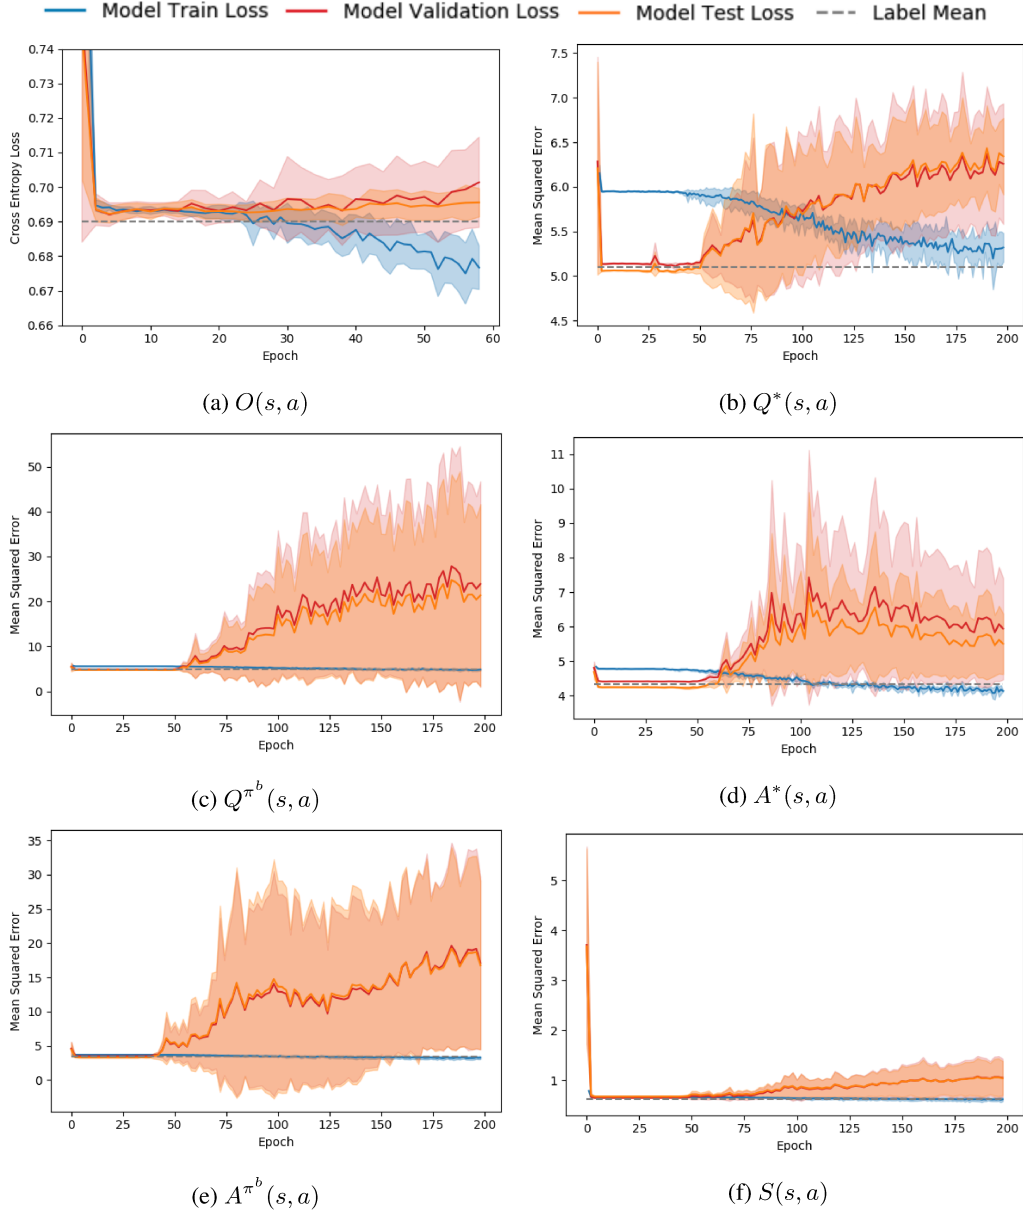 Model Train Loss Model Validation Loss Model Test Loss Label Mean
0.74
0.73
0.72
0.71
0.70
0.69
0.68
0.67
0.66
Cross Entropy Loss
0 10 20 30 40 50 60
Epoch
(a) O(s, a)
7.5
7.0
6.5
6.0
5.5
5.0
4.5
Mean Squared Error
0 25 50 75 100 125 150 175 200
Epoch
(b) Q*(s, a)
50
40
30
20
10
0
Mean Squared Error
0 25 50 75 100 125 150 175 200
Epoch
(c) Q^{π^b}(s, a)
11
10
9
8
7
6
5
4
Mean Squared Error
0 25 50 75 100 125 150 175 200
Epoch
(d) A*(s, a)
35
30
25
20
15
10
5
0
Mean Squared Error
0 25 50 75 100 125 150 175 200
Epoch
(e) A^{π^b}(s, a)
5
4
3
2
1
Mean Squared Error
0 25 50 75 100 125 150 175 200
Epoch
(f) S(s, a)